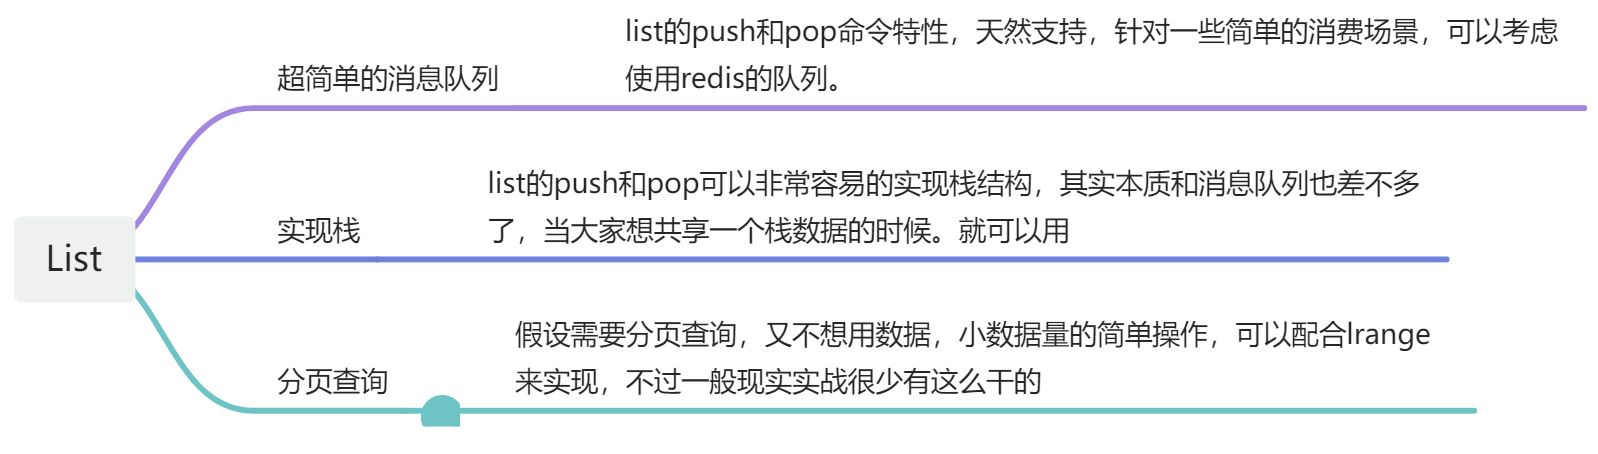 List
超简单的消息队列
list的push和pop命令特性，天然支持，针对一些简单的消费场景，可以考虑
使用redis的队列。
实现栈
list的push和pop可以非常容易的实现栈结构，其实本质和消息队列也差不多
了，当大家想共享一个栈数据的时候。就可以用
分页查询
假设需要分页查询，又不想用数据，小数据量的简单操作，可以配合lrange
来实现，不过一般现实实战很少有这么干的